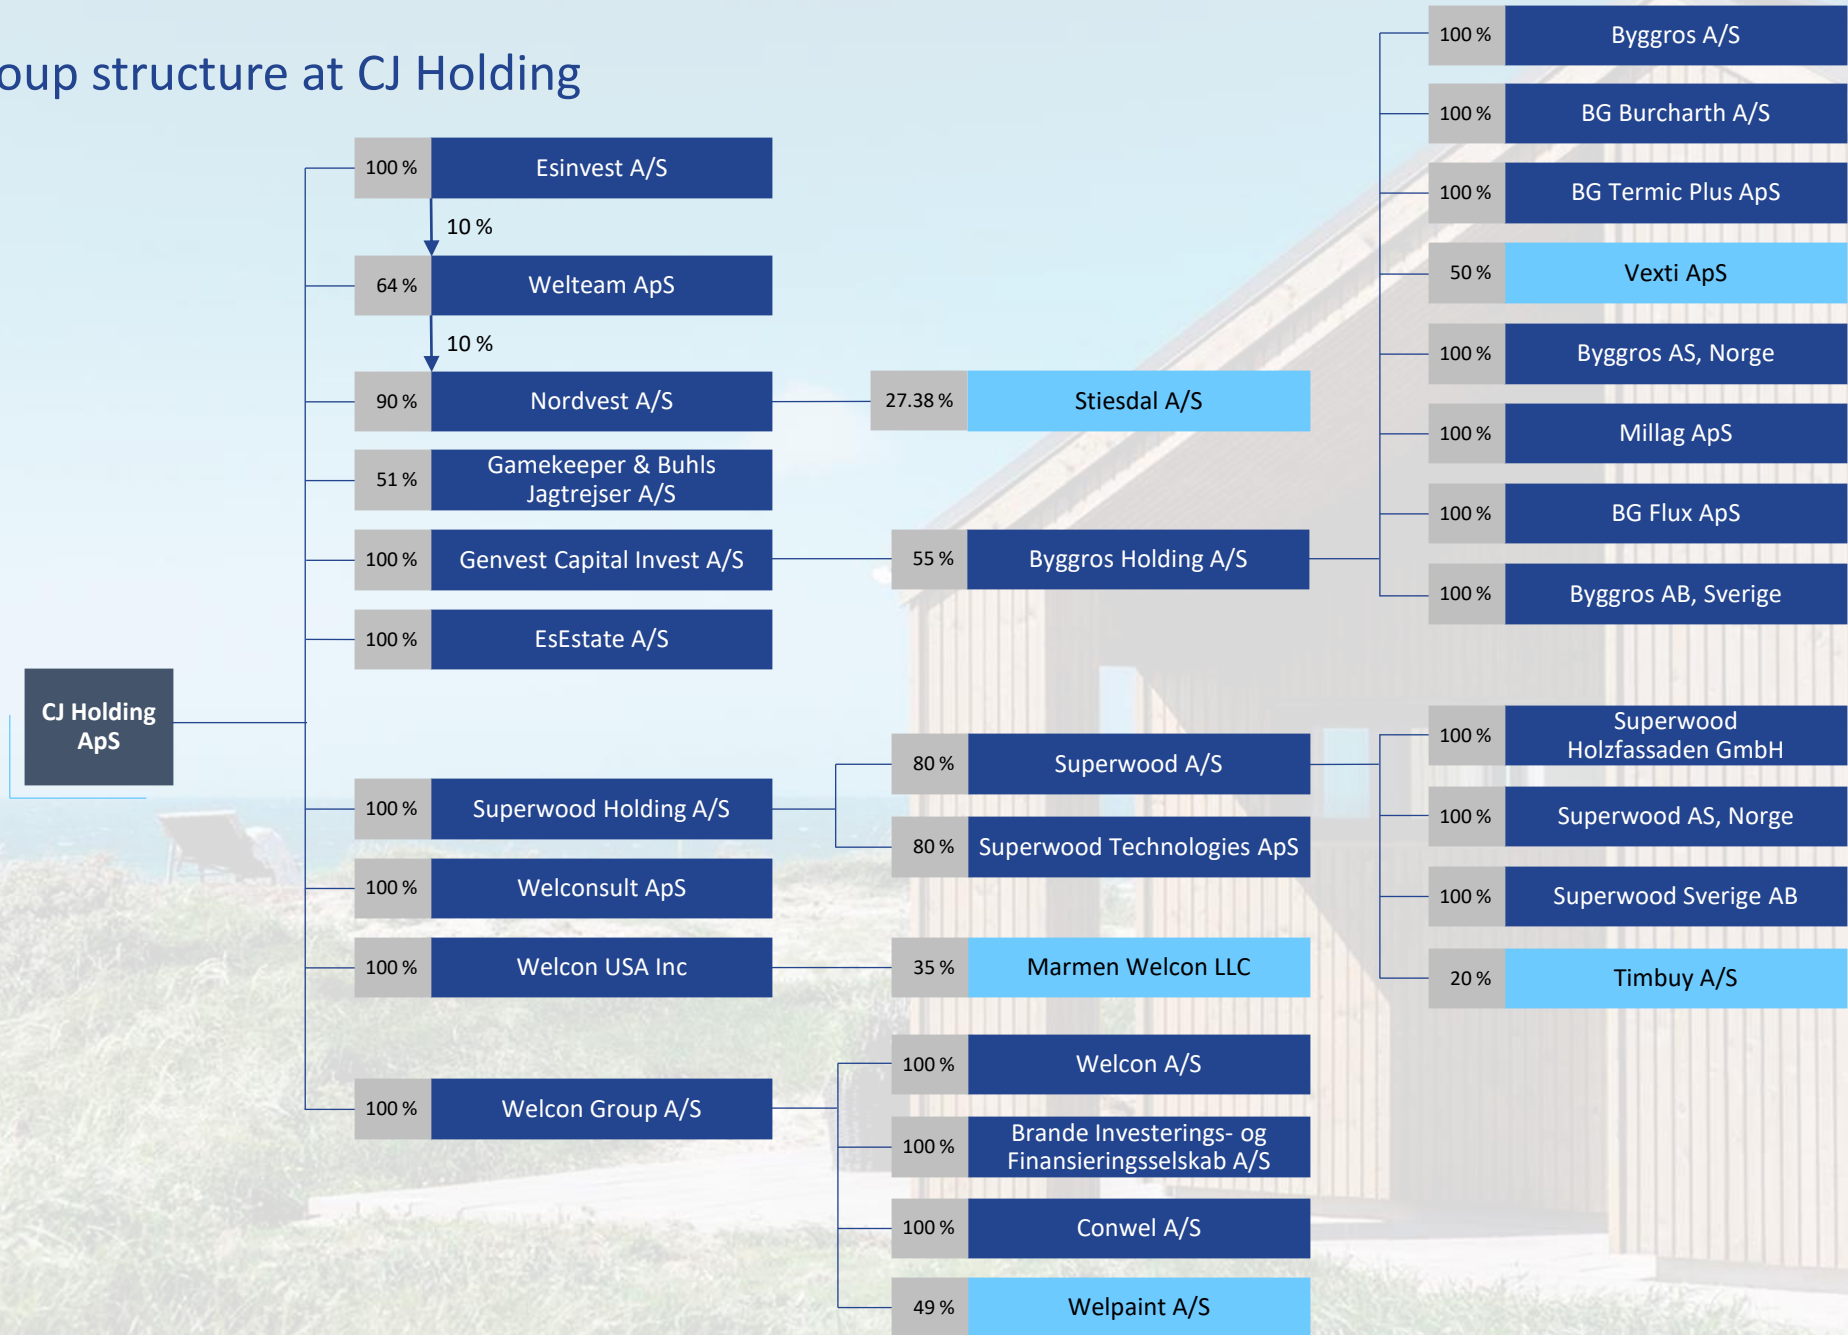 oup structure at CJ Holding
CJ Holding
ApS
100 %
Esinvest A/S
10 %
64 %
Welteam ApS
10 %
90 %
Nordvest A/S
27.38 %
Stiesdal A/S
51 %
Gamekeeper & Buhls
Jagtrejser A/S
100 %
Genvest Capital Invest A/S
55 %
Byggros Holding A/S
100 %
Byggros A/S
100 %
BG Burcharth A/S
100 %
BG Termic Plus ApS
50 %
Vexti ApS
100 %
Byggros AS, Norge
100 %
Millag ApS
100 %
BG Flux ApS
100 %
Byggros AB, Sverige
100 %
EsEstate A/S
100 %
Superwood Holding A/S
80 %
Superwood A/S
80 %
Superwood Technologies ApS
100 %
Superwood
Holzfassaden GmbH
100 %
Superwood AS, Norge
100 %
Superwood Sverige AB
20 %
Timbuy A/S
100 %
Welconsult ApS
100 %
Welcon USA Inc
35 %
Marmen Welcon LLC
100 %
Welcon Group A/S
100 %
Welcon A/S
100 %
Brande Investerings- og
Finansieringsselskab A/S
100 %
Conwel A/S
49 %
Welpaint A/S